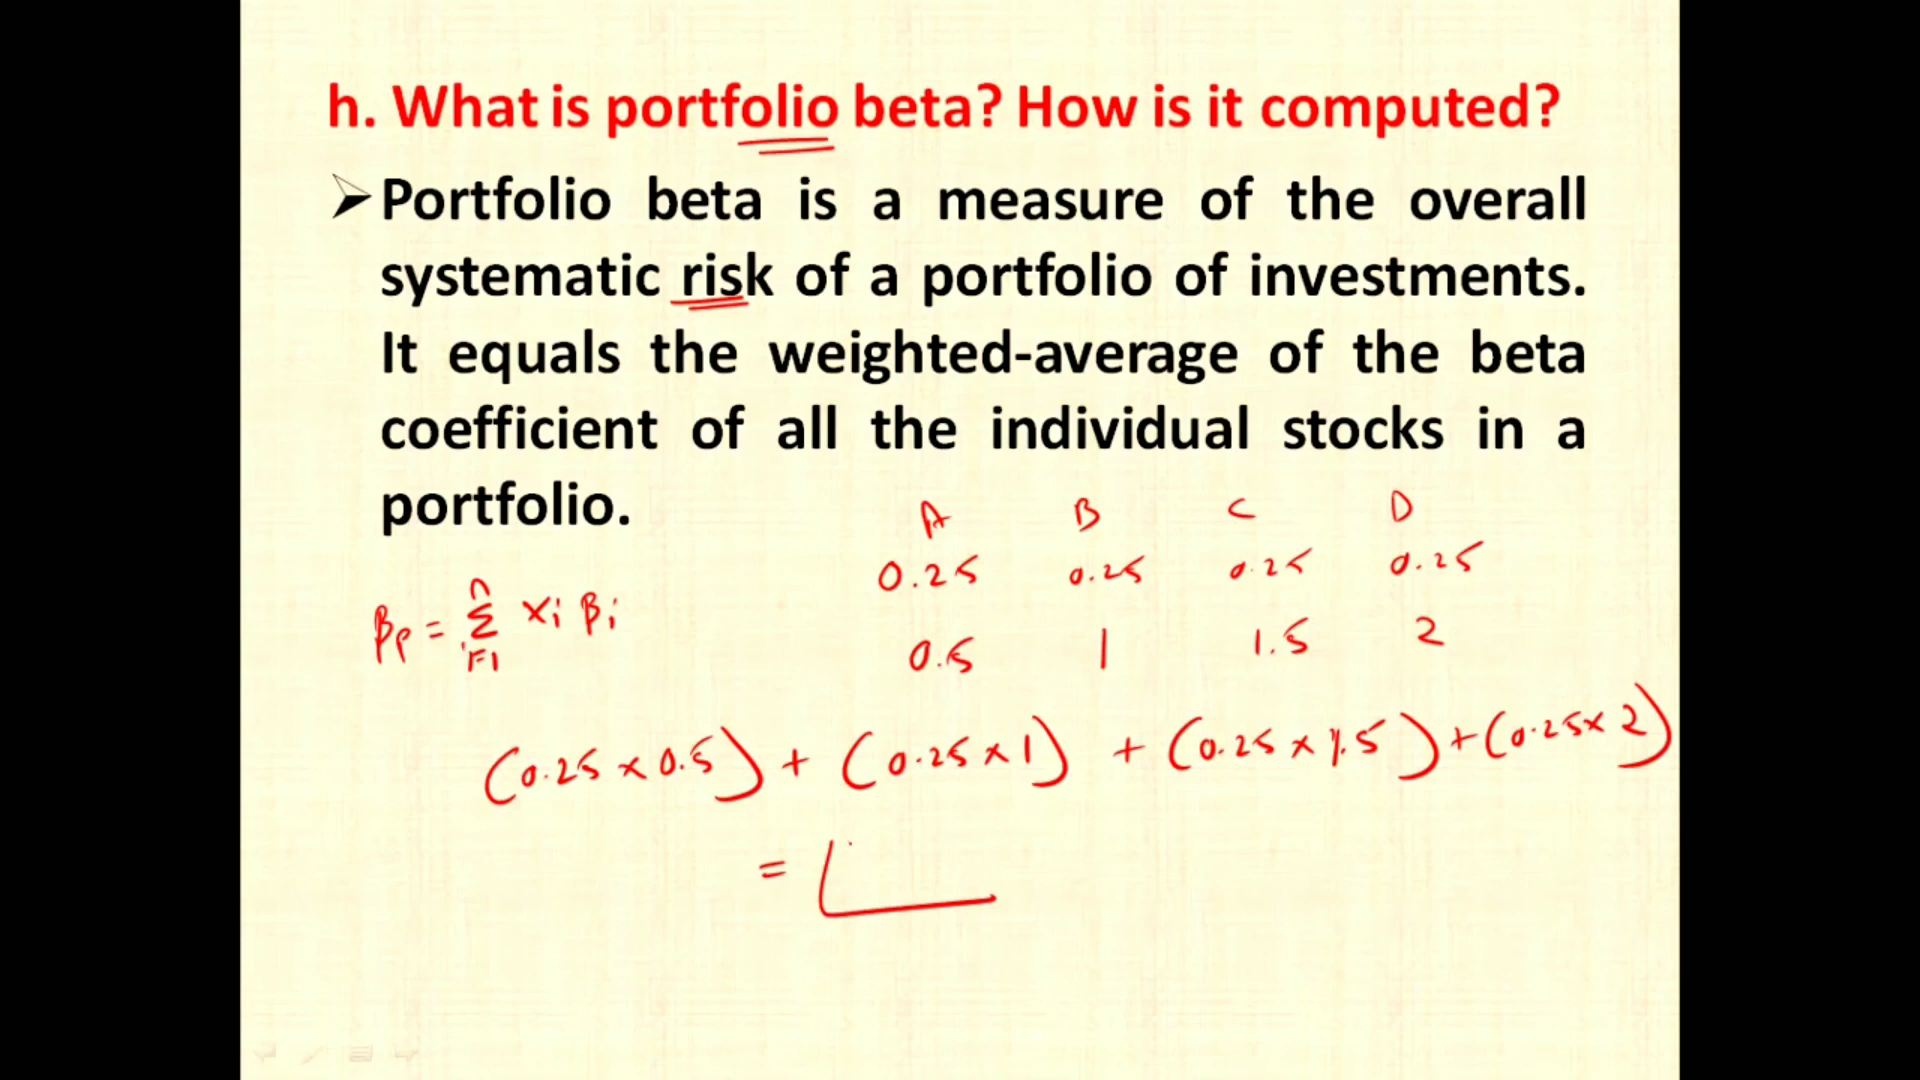 h. What is portfolio beta? How is it computed?
➢Portfolio beta is a measure of the overall
systematic risk of a portfolio of investments.
It equals the weighted-average of the beta
coefficient of all the individual stocks in a
portfolio.
A B C D
0.25 0.25 0.25 0.25
βp = Σ n i=1 xi βi
0.5 1 1.5 2
(0.25 × 0.5) + (0.25 × 1) + (0.25 × 1.5) + (0.25 × 2)
=